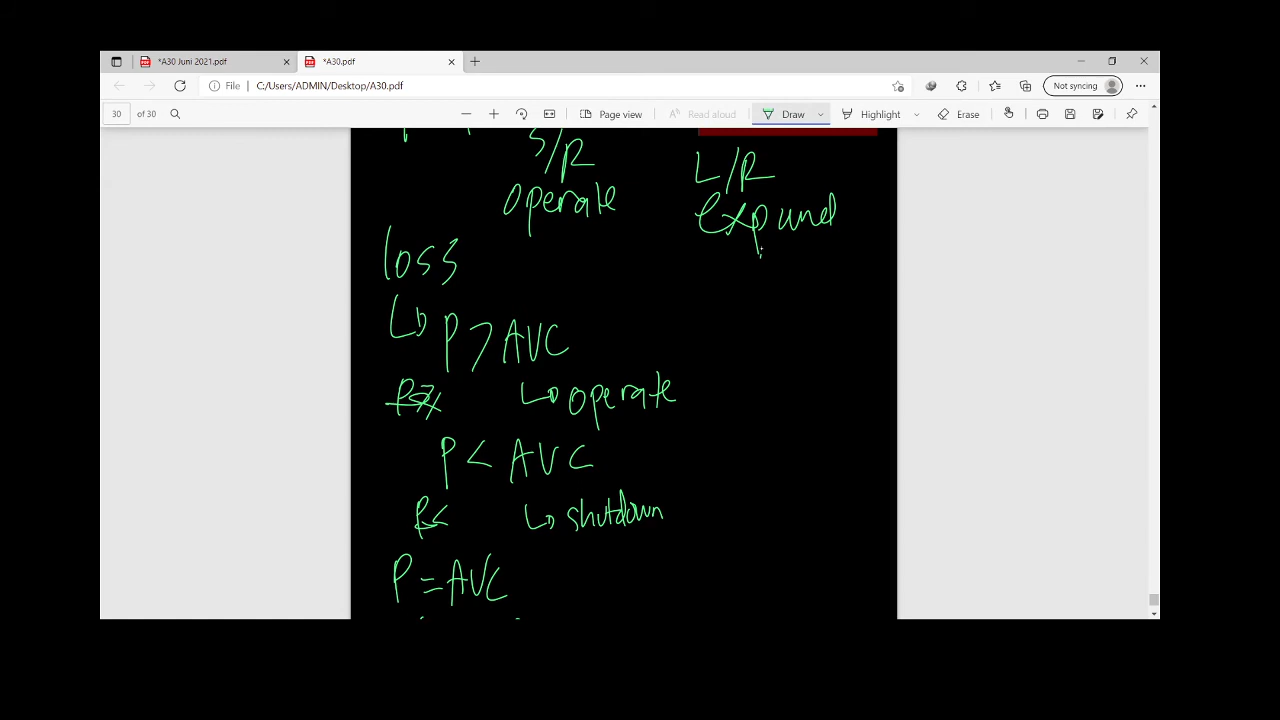 *A30 Juni 2021.pdf
*A30.pdf
File C:/Users/ADMIN/Desktop/A30.pdf
Not syncing
30 of 30
Page view
Read aloud
Draw
Highlight
Erase
S/R
L/R
operate
expand
loss
P > AVC
operate
P < AVC
P<
shutdown
P = AVC